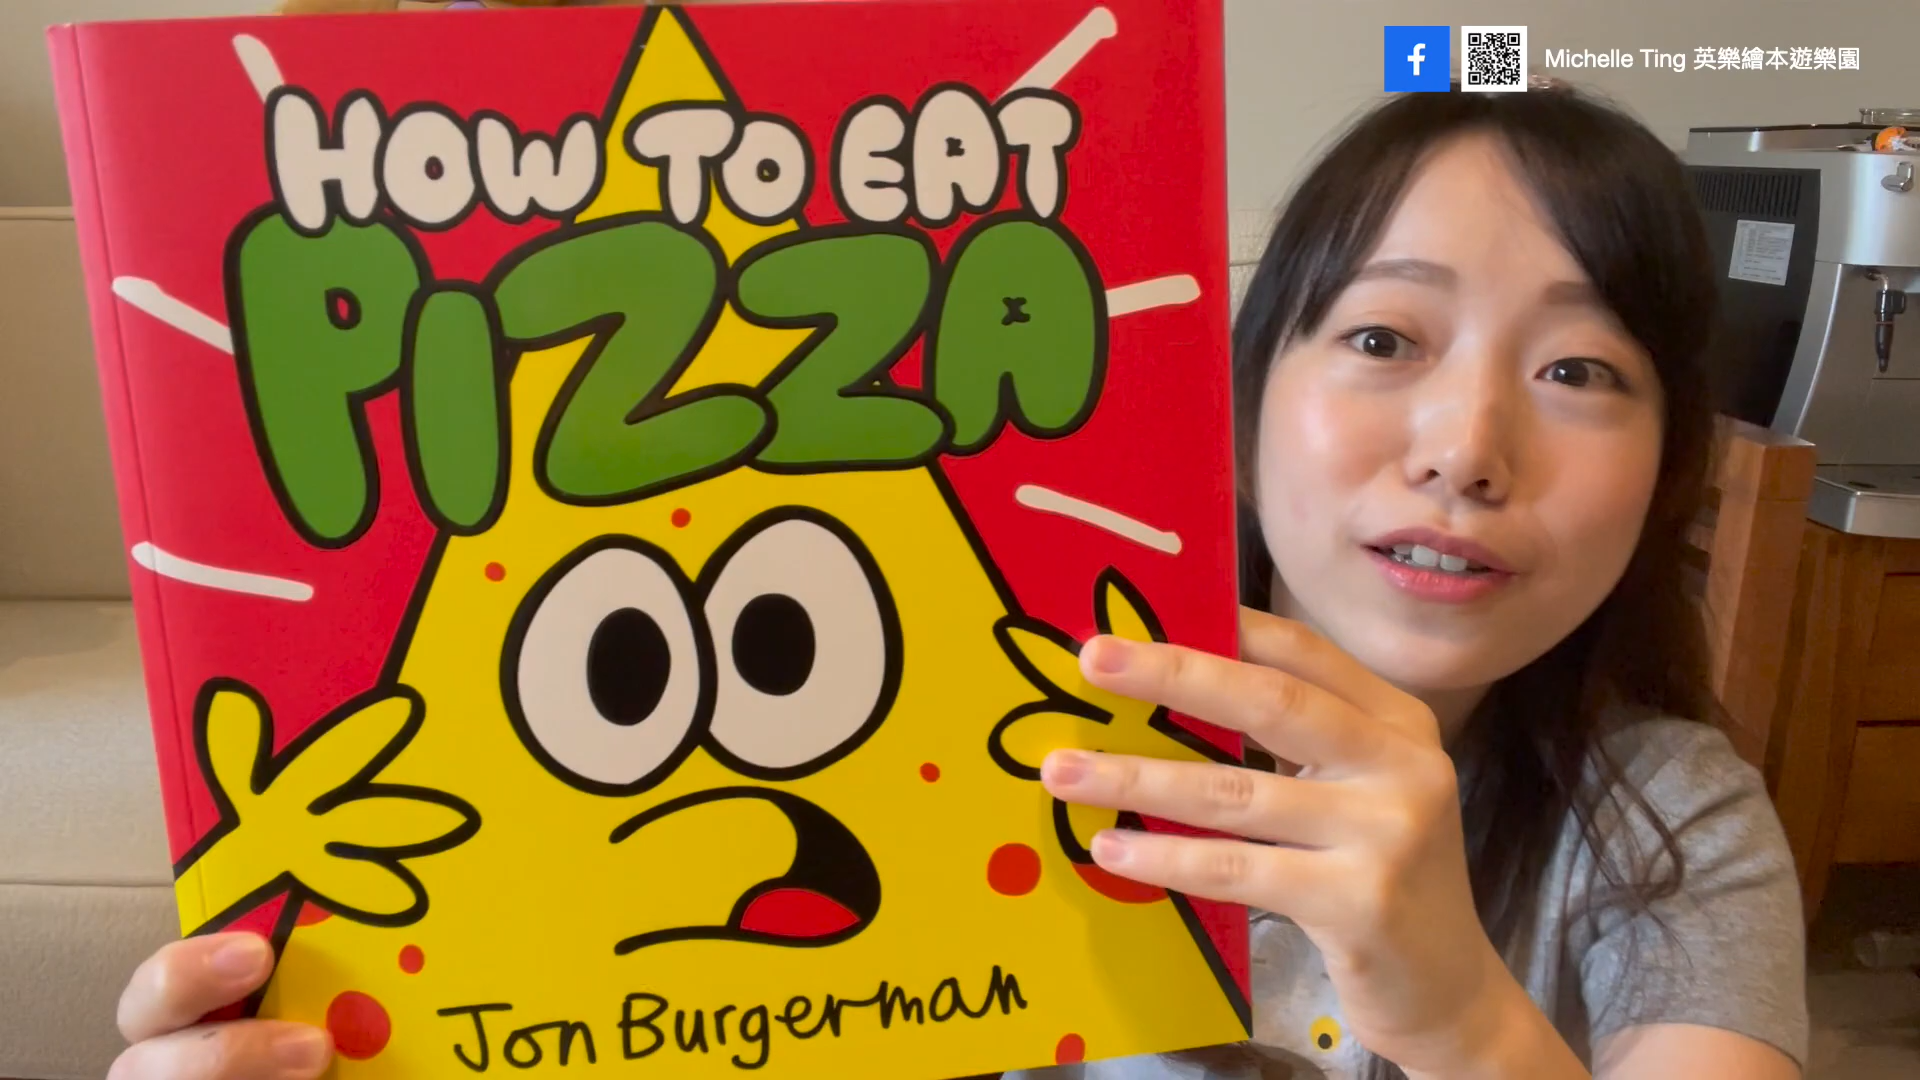 HOW TO EAT
PIZZA
Jon Burgerman
Michelle Ting 英樂繪本遊樂園